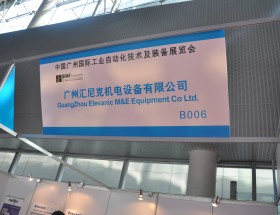 中国广州国际工业自动化技术及装备展览会
广州汇尼克机电设备有限公司
GuangZhou Elevanic M&E Equipment Co Ltd.
B006